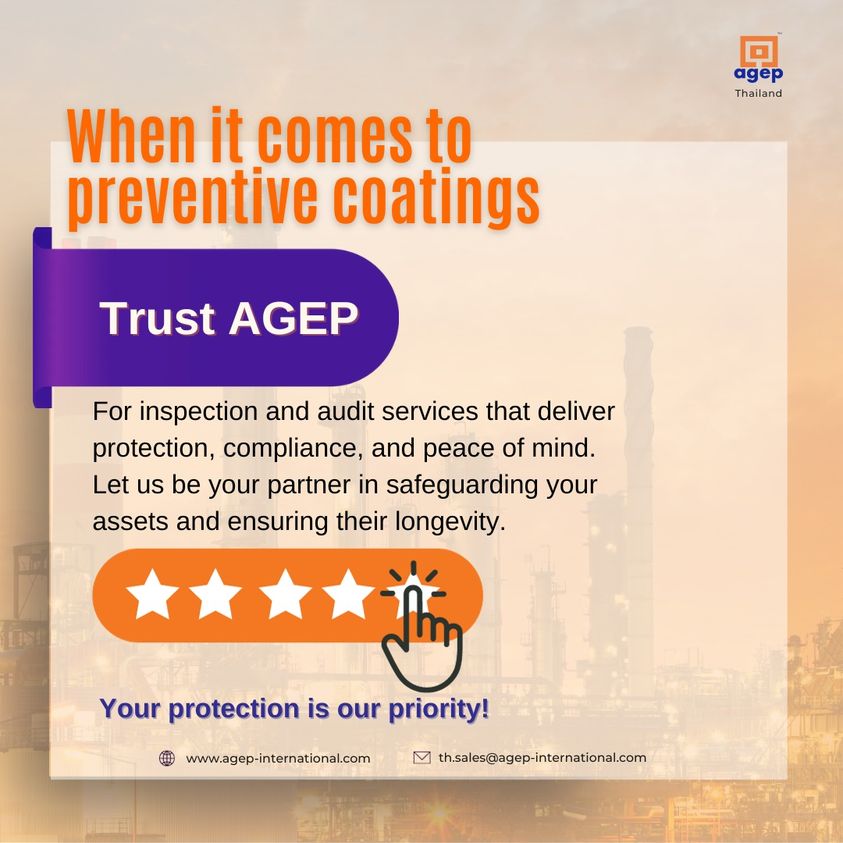 agep
Thailand
When it comes to
preventive coatings
Trust AGEP
For inspection and audit services that deliver
protection, compliance, and peace of mind.
Let us be your partner in safeguarding your
assets and ensuring their longevity.
Your protection is our priority!
www.agep-international.com
th.sales@agep-international.com